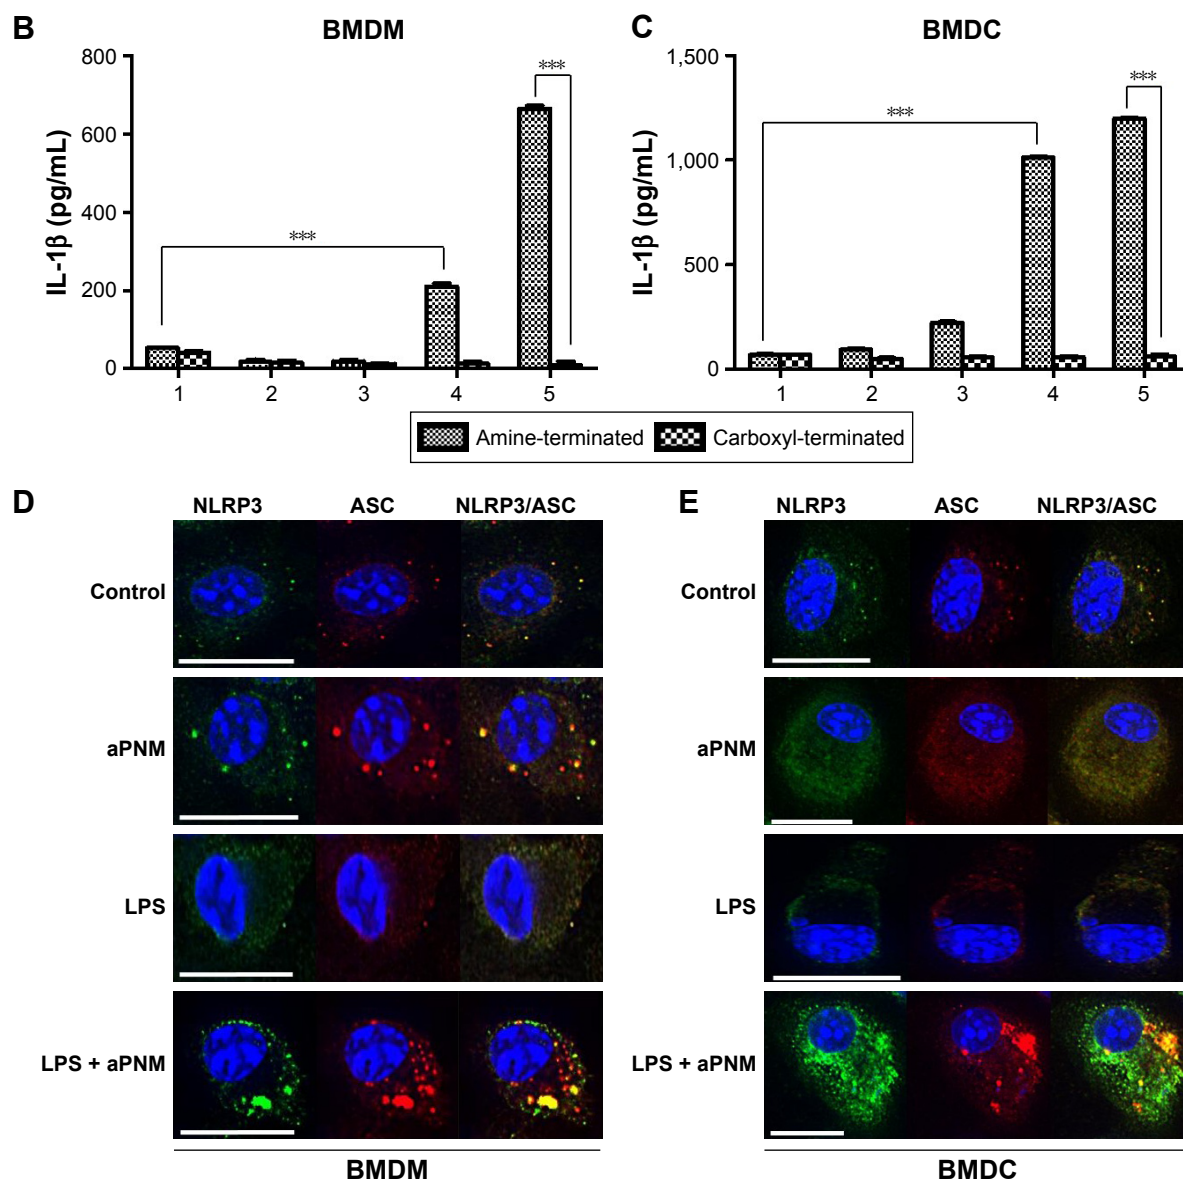 B
BMDM
IL-1β (pg/mL)
800
600
400
200
0
***
***
1 2 3 4 5
C
BMDC
IL-1β (pg/mL)
1,500
1,000
500
0
***
***
1 2 3 4 5
Amine-terminated Carboxyl-terminated
D
NLRP3 ASC NLRP3/ASC
Control
aPNM
LPS
LPS + aPNM
BMDM
E
NLRP3 ASC NLRP3/ASC
Control
aPNM
LPS
LPS + aPNM
BMDC